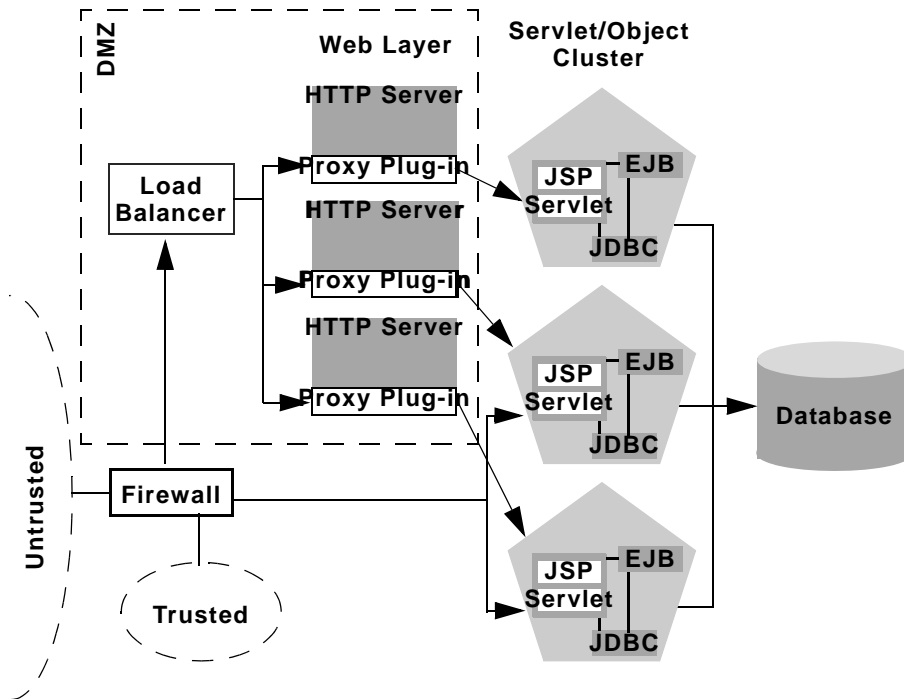 DMZ
Web Layer
Servlet/Object
Cluster
HTTP Server
Proxy Plug-in
Load
Balancer
HTTP Server
Proxy Plug-in
HTTP Server
Proxy Plug-in
JSP
Servlet
EJB
JDBC
JSP
Servlet
EJB
JDBC
JSP
Servlet
EJB
JDBC
Database
Untrusted
Firewall
Trusted